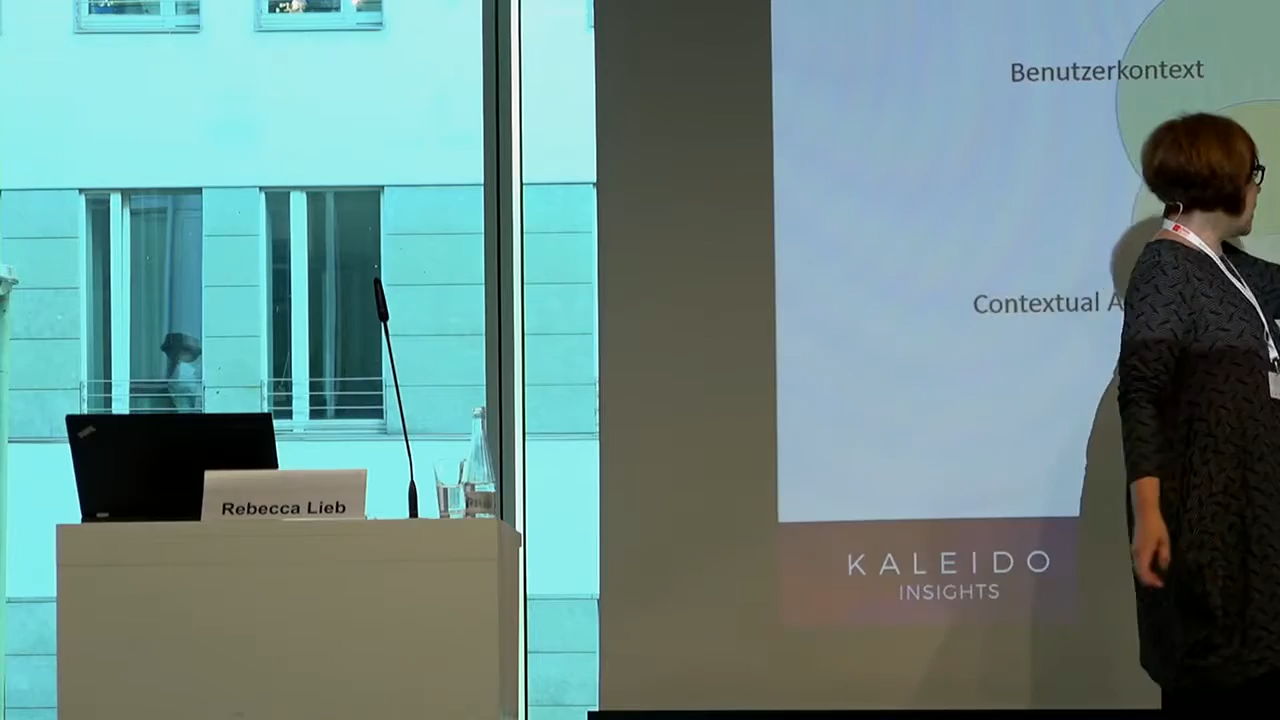 Benutzerkontext
Contextual
KALEIDO
INSIGHTS
Rebecca Lieb